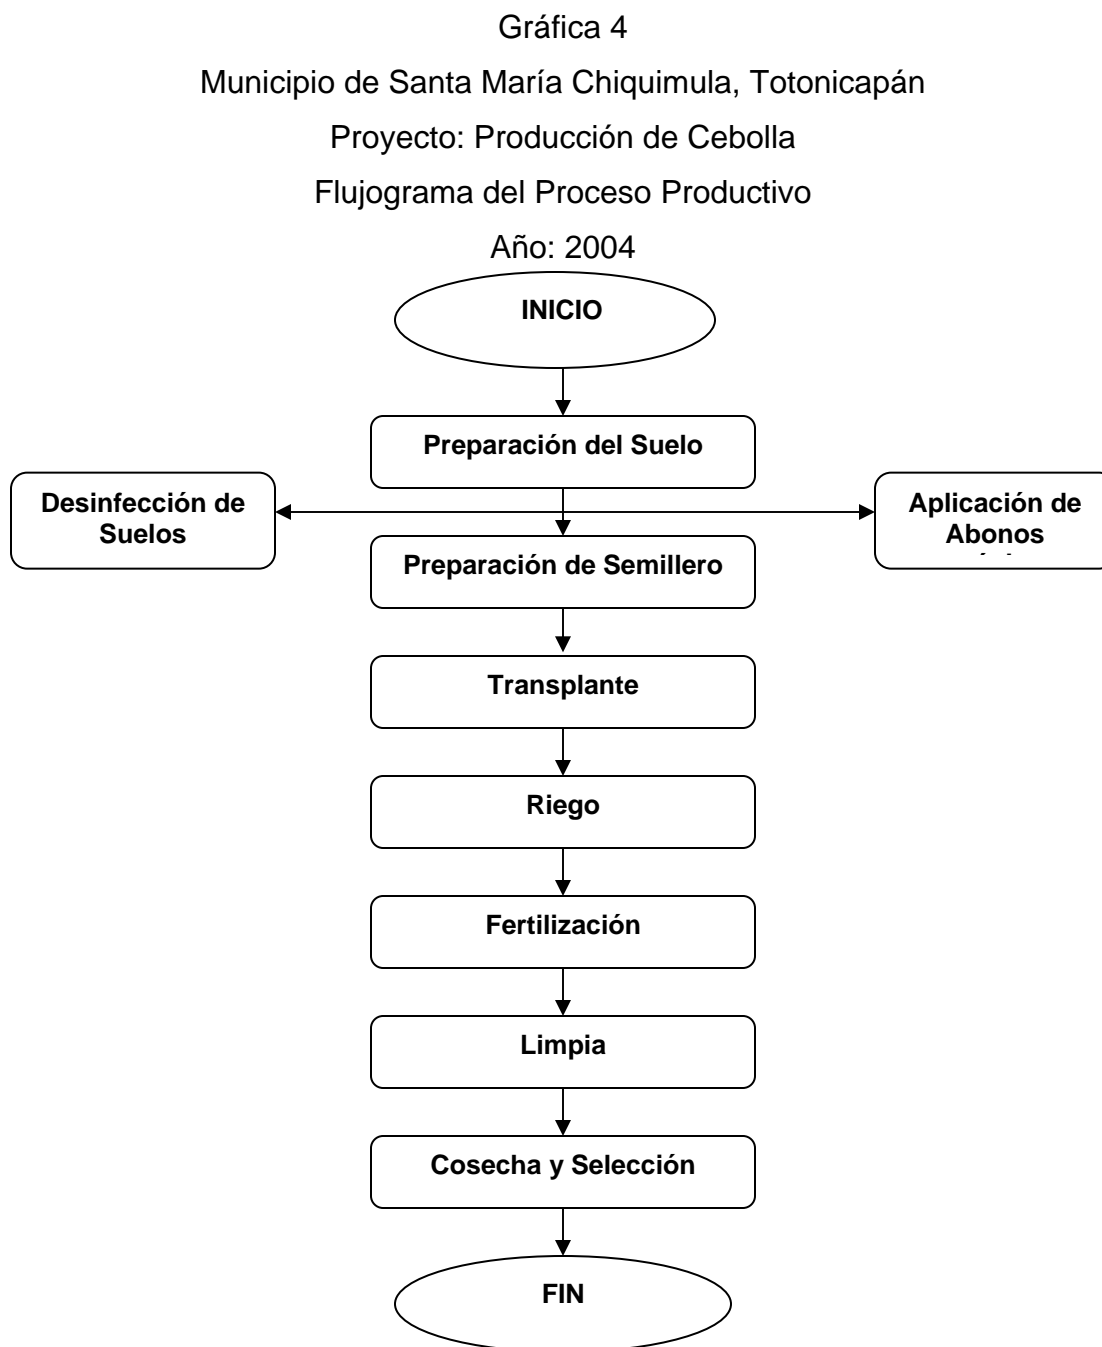 Gráfica 4
Municipio de Santa María Chiquimula, Totonicapán
Proyecto: Producción de Cebolla
Flujograma del Proceso Productivo
Año: 2004
INICIO
Preparación del Suelo
Desinfección de
Suelos
Aplicación de
Abonos
Preparación de Semillero
Transplante
Riego
Fertilización
Limpia
Cosecha y Selección
FIN